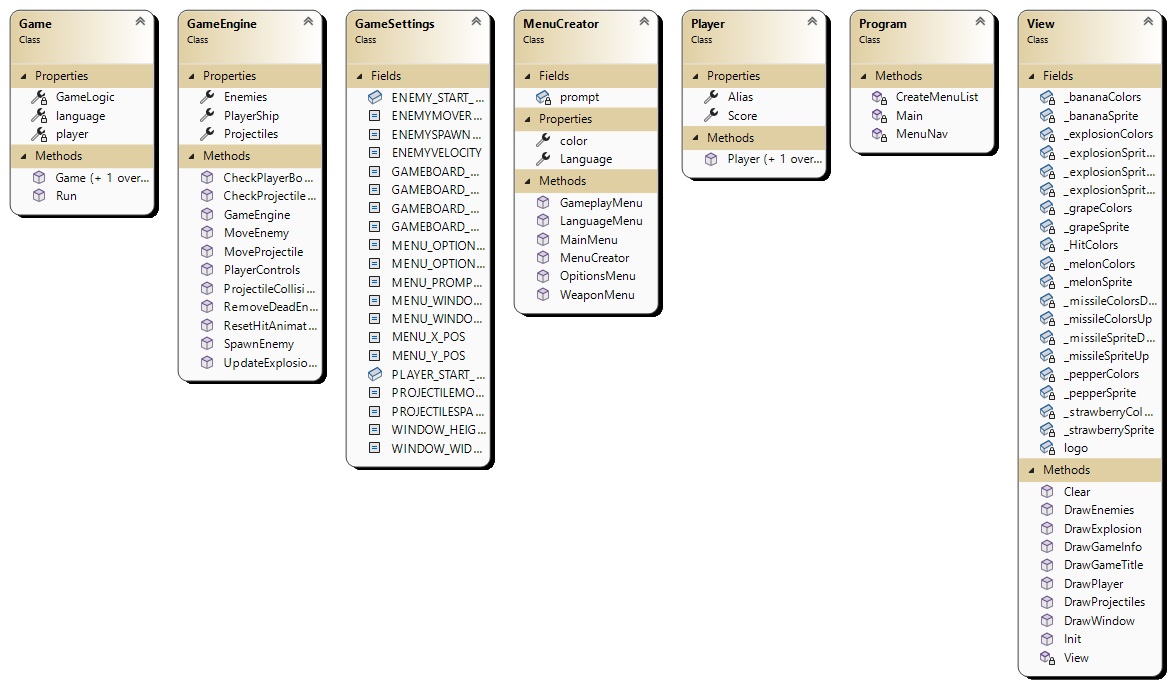 Game
Class
Properties
GameLogic
language
player
Methods
Game (+ 1 over...
Run
GameEngine
Class
Properties
Enemies
PlayerShip
Projectiles
Methods
CheckPlayerBo...
CheckProjectile...
GameEngine
MoveEnemy
MoveProjectile
PlayerControls
ProjectileCollisi...
RemoveDeadEn...
ResetHitAnimat...
SpawnEnemy
UpdateExplosio...
GameSettings
Class
Fields
ENEMY_START_...
ENEMYMOVER...
ENEMYSPAWN...
ENEMYVELOCITY
GAMEBOARD_...
GAMEBOARD_...
GAMEBOARD_...
GAMEBOARD_...
MENU_OPTION...
MENU_OPTION...
MENU_PROMP...
MENU_WINDO...
MENU_WINDO...
MENU_X_POS
MENU_Y_POS
PLAYER_START_...
PROJECTILEMO...
PROJECTILESPA...
WINDOW_HEIG...
WINDOW_WID...
MenuCreator
Class
Fields
prompt
Properties
color
Language
Methods
GameplayMenu
LanguageMenu
MainMenu
MenuCreator
OpitionsMenu
WeaponMenu
Player
Class
Properties
Alias
Score
Methods
Player (+ 1 over...
Program
Class
Methods
CreateMenuList
Main
MenuNav
View
Class
Fields
_bananaColors
_bananaSprite
_explosionColors
_explosionSprit...
_explosionSprit...
_explosionSprit...
_grapeColors
_grapeSprite
_HitColors
_melonColors
_melonSprite
_missileColorsD...
_missileColorsUp
_missileSpriteD...
_missileSpriteUp
_pepperColors
_pepperSprite
_strawberryCol...
_strawberrySprite
logo
Methods
Clear
DrawEnemies
DrawExplosion
DrawGameInfo
DrawGameTitle
DrawPlayer
DrawProjectiles
DrawWindow
Init
View